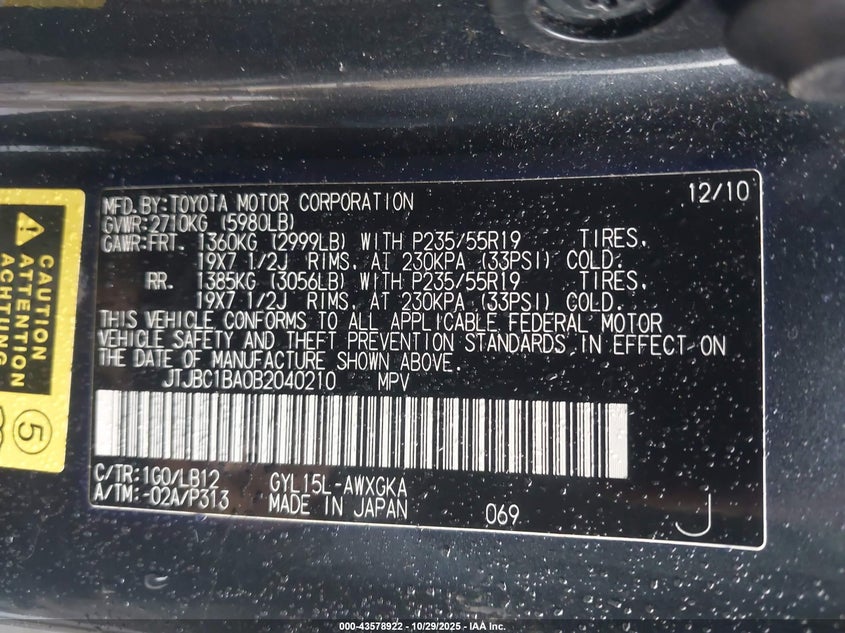 MFD. BY: TOYOTA MOTOR CORPORATION 12/10
GVWR: 2710KG (5980LB)
GAWR: FRT. 1360KG (2999LB) WITH P235/55R19 TIRES,
19X7 1/2J RIMS, AT 230KPA (33PSI) COLD.
RR. 1385KG (3056LB) WITH P235/55R19 TIRES,
19X7 1/2J RIMS, AT 230KPA (33PSI) COLD.
THIS VEHICLE CONFORMS TO ALL APPLICABLE FEDERAL MOTOR
VEHICLE SAFETY AND THEFT PREVENTION STANDARDS IN EFFECT ON
THE DATE OF MANUFACTURE SHOWN ABOVE.
JTJBC1BA0B2040210 MPV
C/TR: 1G0/LB12 GYL15L-AWXGKA
A/TM: -02A/P313 MADE IN JAPAN 069 J
CAUTION
ATTENTION
ACHTUNG
5
000-43578922 - 10/29/2025 - IAA Inc.